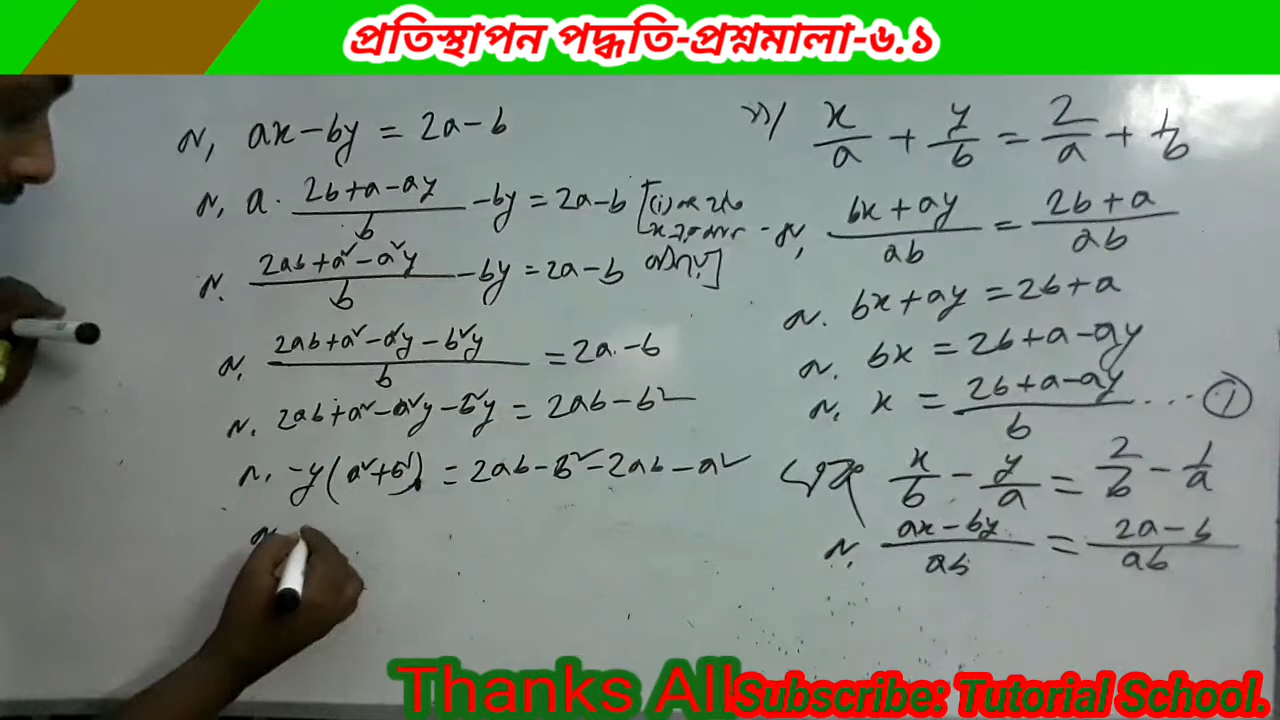 প্রতিস্থাপন পদ্ধতি-প্রশ্নমালা-৬.১
বা, ax - by = 2a - b
বা, a · (2b + a - ay)/b - by = 2a - b
বা, (2ab + a² - a²y)/b - by = 2a - b
বা, (2ab + a² - a²y - b²y)/b = 2a - b
বা, 2ab + a² - a²y - b²y = 2ab - b²
বা, -y(a² + b²) = 2ab - b² - 2ab - a²
বা
x/a + y/b = 2/a + 1/b
বা, (bx + ay)/ab = (2b + a)/ab
বা, bx + ay = 2b + a
বা, bx = 2b + a - ay
বা, x = (2b + a - ay)/b ... (1)
x/b - y/a = 2/b - 1/a
বা, (ax - by)/ab = (2a - b)/ab
Thanks All
Subscribe: Tutorial School.